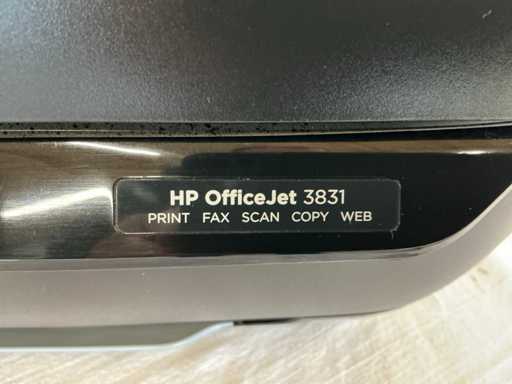 HP OfficeJet 3831
PRINT FAX SCAN COPY WEB